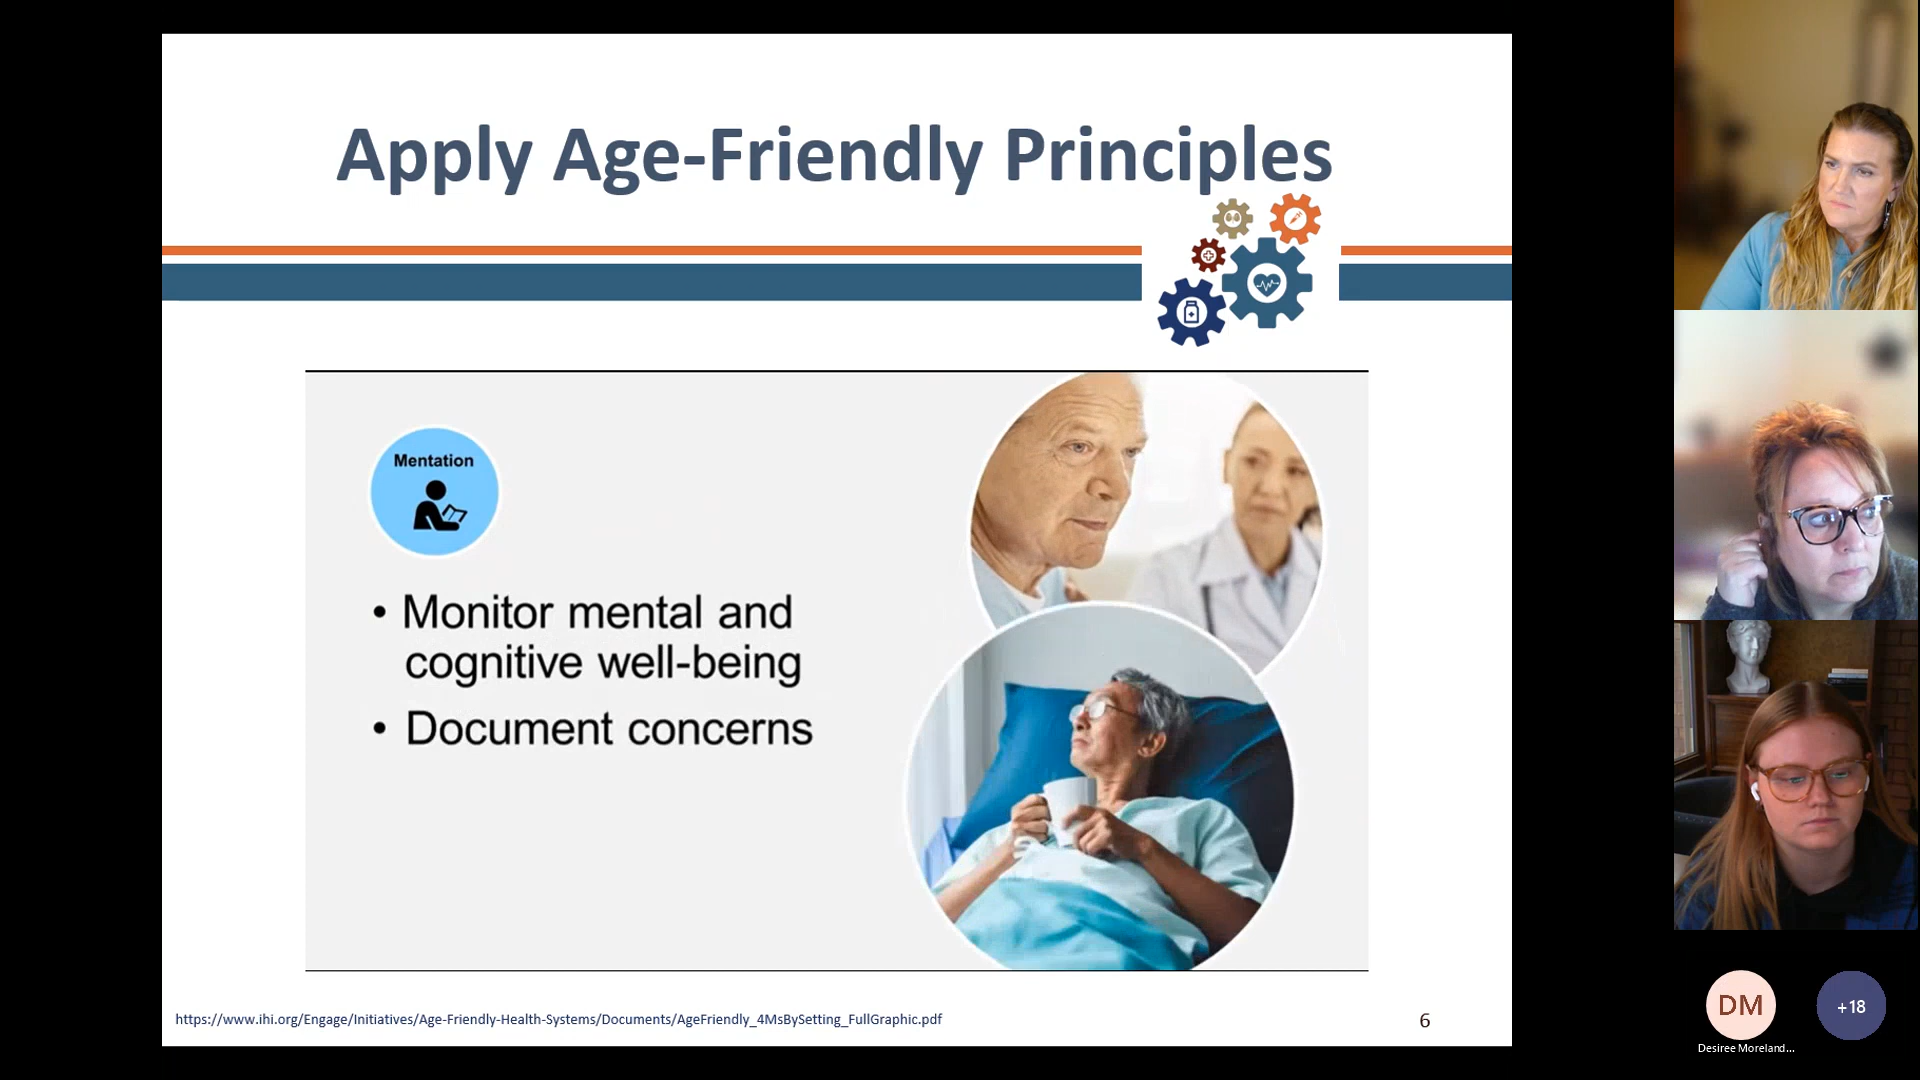 Apply Age-Friendly Principles
Mentation
• Monitor mental and
cognitive well-being
• Document concerns
https://www.ihi.org/Engage/Initiatives/Age-Friendly-Health-Systems/Documents/AgeFriendly_4MsBySetting_FullGraphic.pdf
6
DM
+18
Desiree Moreland...